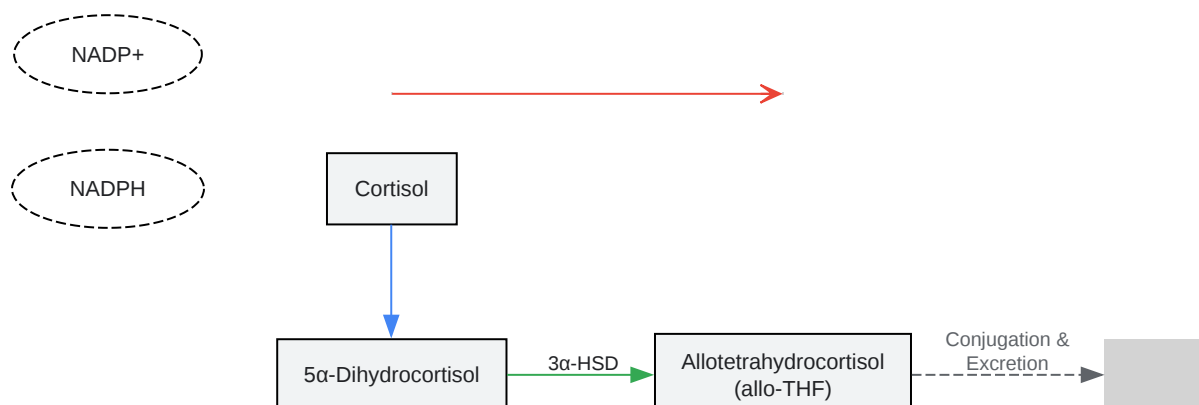 NADP+
NADPH
Cortisol
5α-Dihydrocortisol
3α-HSD
Allotetrahydrocortisol
(allo-THF)
Conjugation &
Excretion